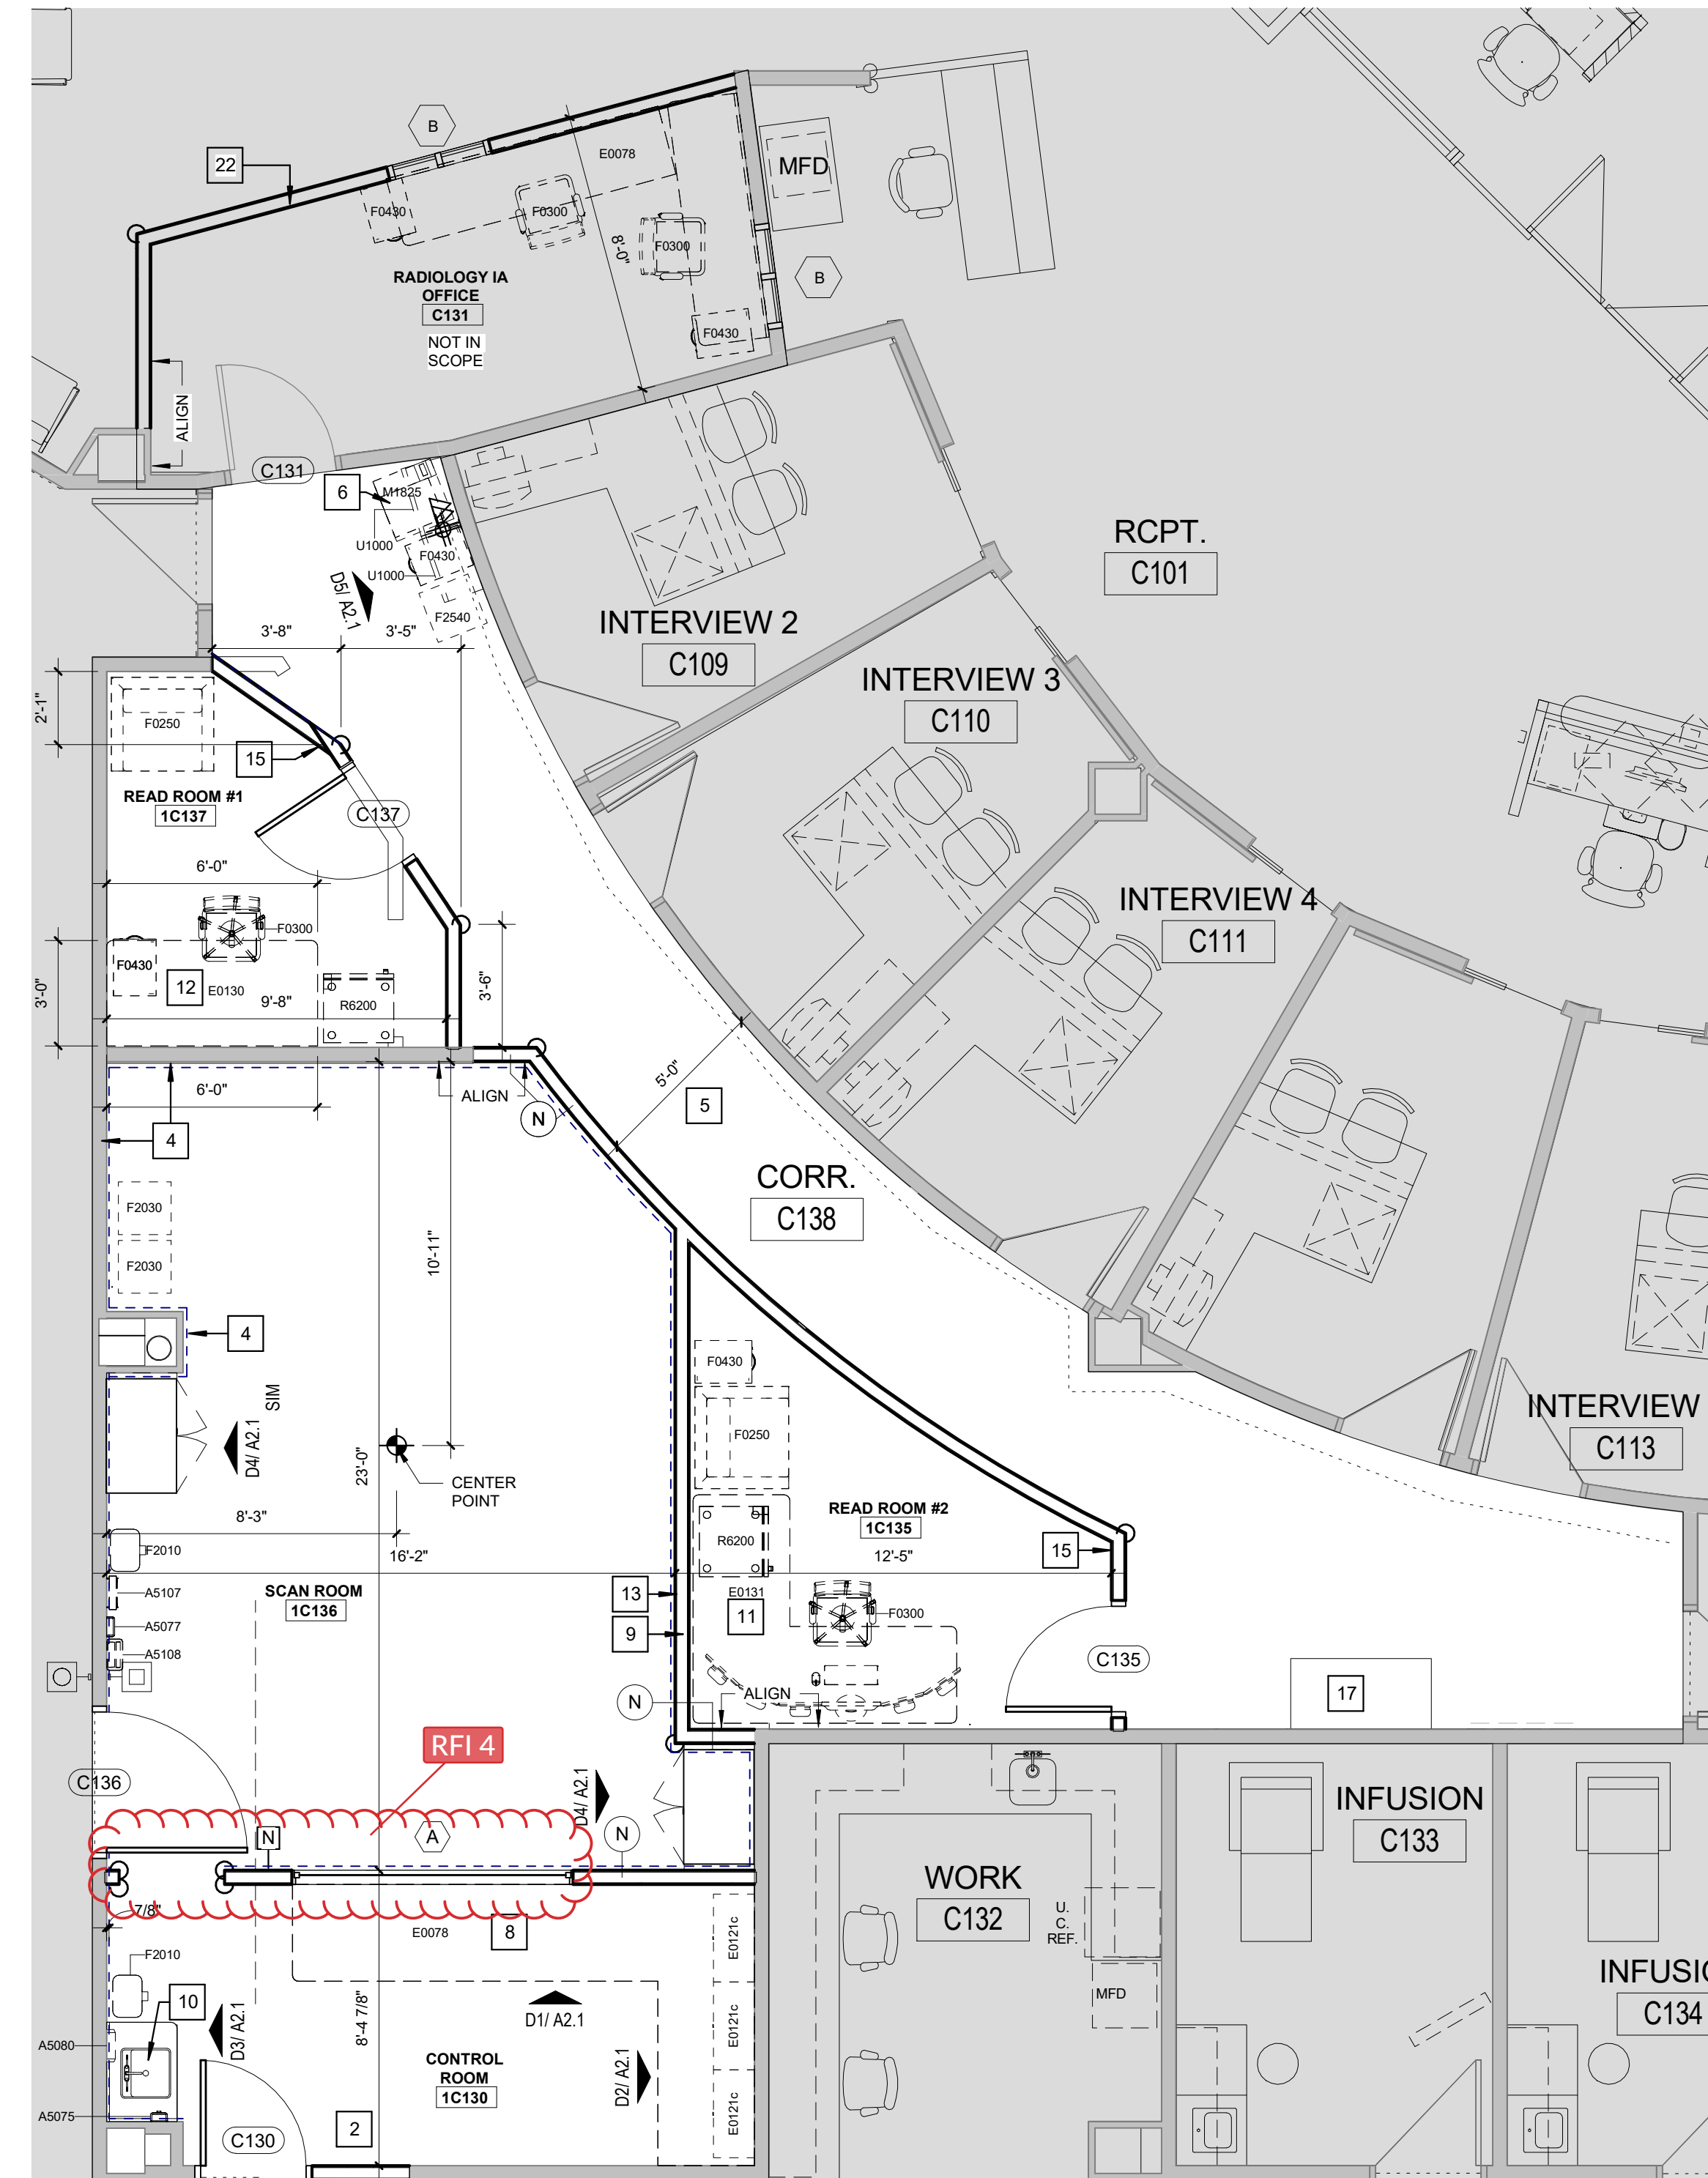 B
22
E0078
MFD
F0430
F0300
F0300
8'-0"
B
RADIOLOGY IA
OFFICE
C131
NOT IN
SCOPE
F0430
ALIGN
C131
6
M1825
U1000
F0430
U1000
F2540
D5/ A2.1
3'-8"
3'-5"
RCPT.
C101
INTERVIEW 2
C109
INTERVIEW 3
C110
2'-1"
F0250
15
READ ROOM #1
1C137
C137
6'-0"
INTERVIEW 4
C111
F0300
F0430
12
E0130
9'-8"
R6200
3'-0"
3'-6"
6'-0"
ALIGN
N
5'-0"
5
4
CORR.
C138
F2030
F2030
10'-11"
4
SIM
D4/ A2.1
F0430
F0250
INTERVIEW
C113
23'-0"
CENTER
POINT
8'-3"
16'-2"
READ ROOM #2
1C135
R6200
12'-5"
15
F2010
A5107
A5077
A5108
SCAN ROOM
1C136
13
9
E0131
11
F0300
C135
N
ALIGN
17
RFI 4
C136
D4/ A2.1
INFUSION
C133
N
A
N
WORK
C132
7/8"
E0078
8
E0121c
U.
C.
REF.
F2010
10
D3/ A2.1
8'-4 7/8"
D1/ A2.1
E0121c
MFD
INFUSIO
C134
A5080
CONTROL
ROOM
1C130
D2/ A2.1
E0121c
A5075
C130
2